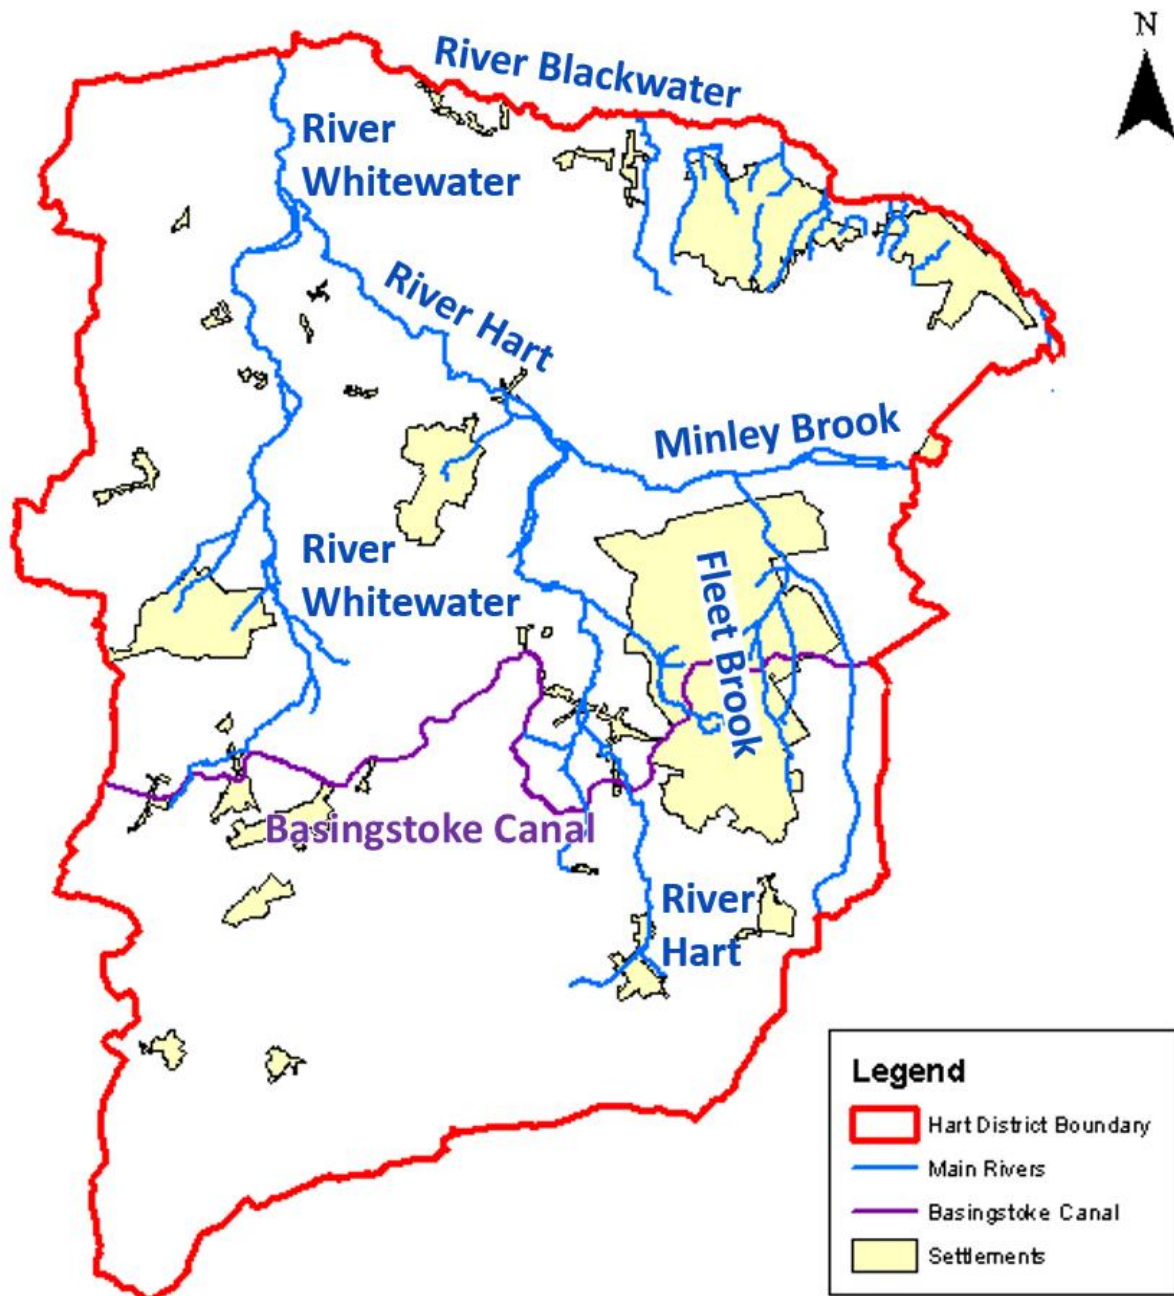 N
River Blackwater
River
Whitewater
River Hart
Minley Brook
River
Whitewater
Fleet Brook
Basingstoke Canal
River
Hart
Legend
Hart District Boundary
Main Rivers
Basingstoke Canal
Settlements